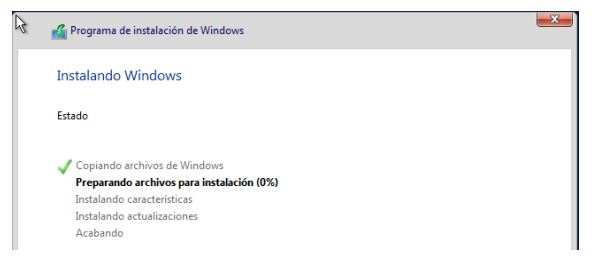 Programa de instalación de Windows
Instalando Windows
Estado
Copiando archivos de Windows
Preparando archivos para instalación (0%)
Instalando características
Instalando actualizaciones
Acabando